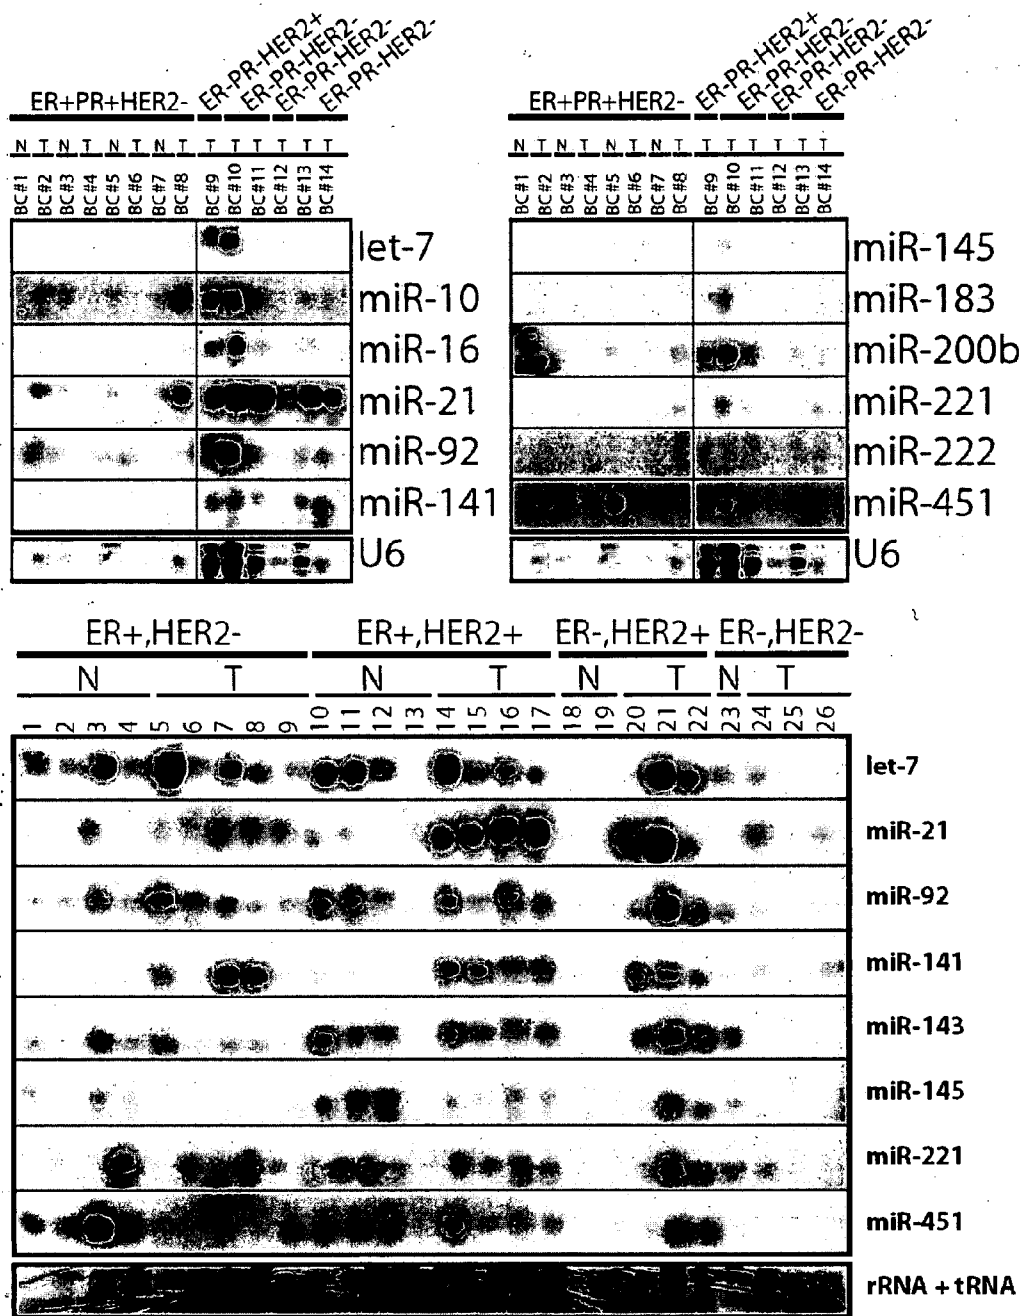 ER+PR+HER2- ER-PR-HER2+ ER-PR-HER2- ER-PR-HER2- ER-PR-HER2-
N T N T N T N T T T T T T T
BC#1 BC#2 BC#3 BC#4 BC#5 BC#6 BC#7 BC#8 BC#9 BC#10 BC#11 BC#12 BC#13 BC#14
let-7
miR-10
miR-16
miR-21
miR-92
miR-141
U6
ER+PR+HER2- ER-PR-HER2+ ER-PR-HER2- ER-PR-HER2- ER-PR-HER2-
N T N T N T N T T T T T T T
BC#1 BC#2 BC#3 BC#4 BC#5 BC#6 BC#7 BC#8 BC#9 BC#10 BC#11 BC#12 BC#13 BC#14
miR-145
miR-183
miR-200b
miR-221
miR-222
miR-451
U6
ER+,HER2- ER+,HER2+ ER-,HER2+ ER-,HER2-
N T N T N T N T
1 2 3 4 5 6 7 8 9 10 11 12 13 14 15 16 17 18 19 20 21 22 23 24 25 26
let-7
miR-21
miR-92
miR-141
miR-143
miR-145
miR-221
miR-451
rRNA + tRNA